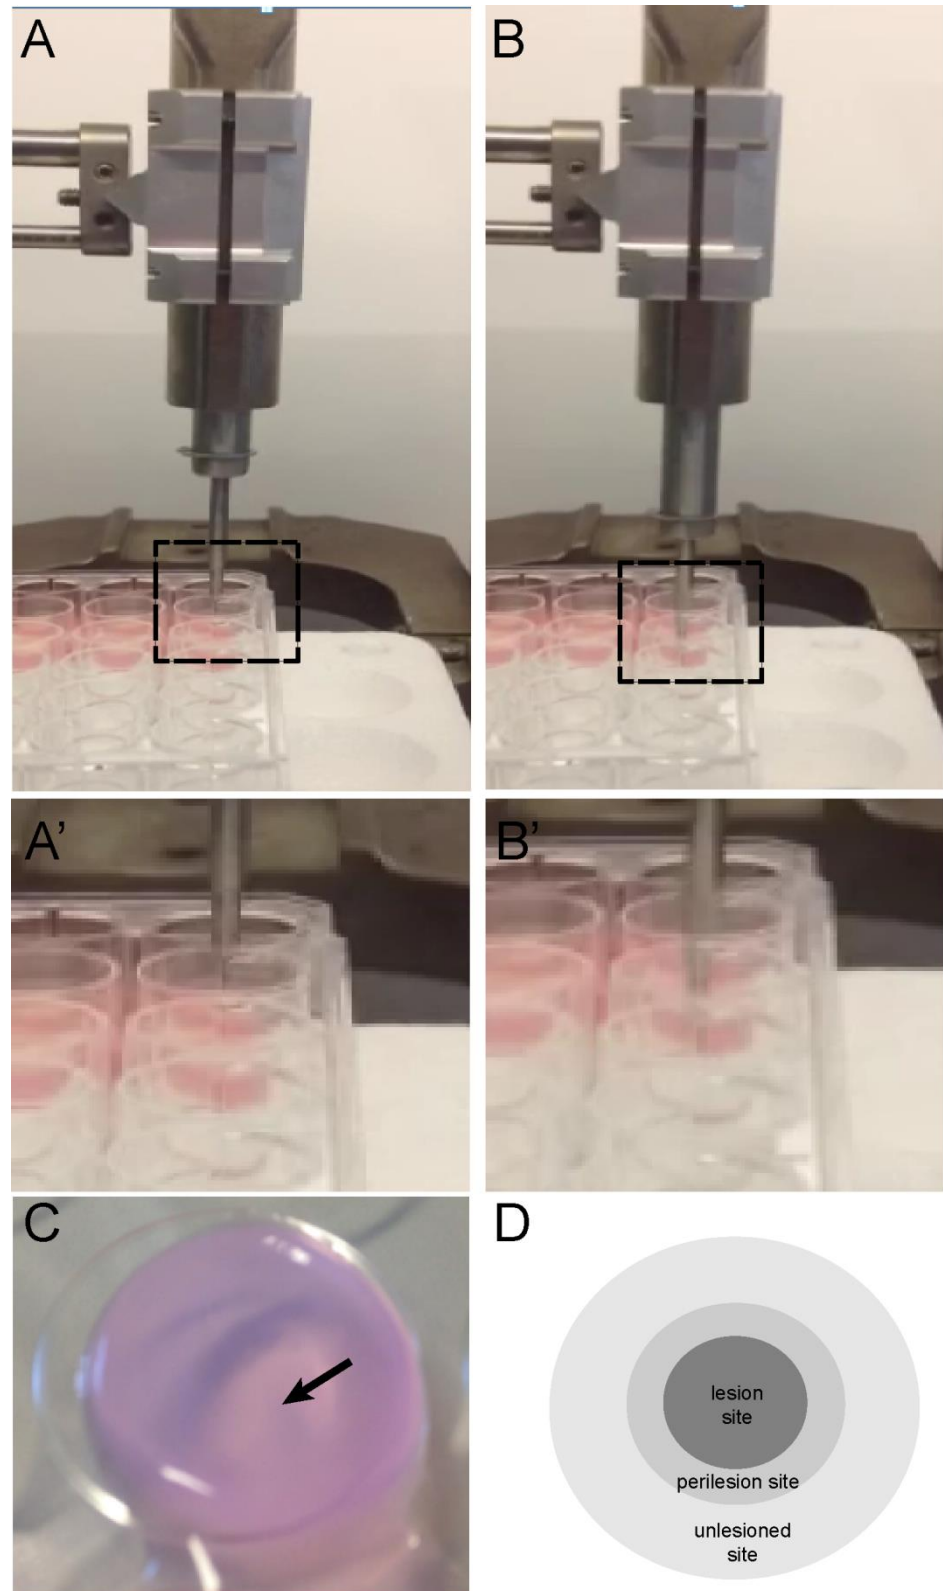 A
B
A’
B’
C
D
lesion
site
perilesion site
unlesioned
site